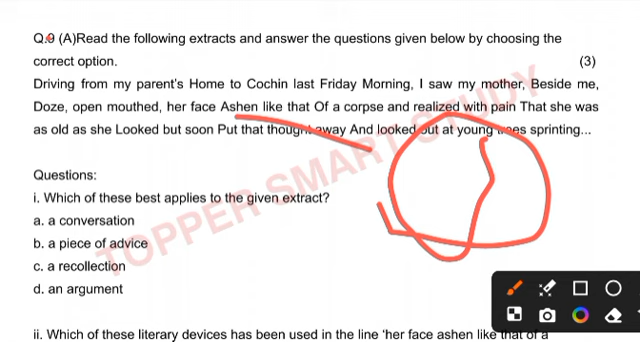 Q.9 (A)Read the following extracts and answer the questions given below by choosing the
correct option. (3)
Driving from my parent's Home to Cochin last Friday Morning, I saw my mother, Beside me,
Doze, open mouthed, her face Ashen like that Of a corpse and realized with pain That she was
as old as she Looked but soon Put that thought away And looked out at young trees sprinting...
Questions:
i. Which of these best applies to the given extract?
a. a conversation
b. a piece of advice
c. a recollection
d. an argument
ii. Which of these literary devices has been used in the line 'her face ashen like that of a
TOPPER SMART STUDY